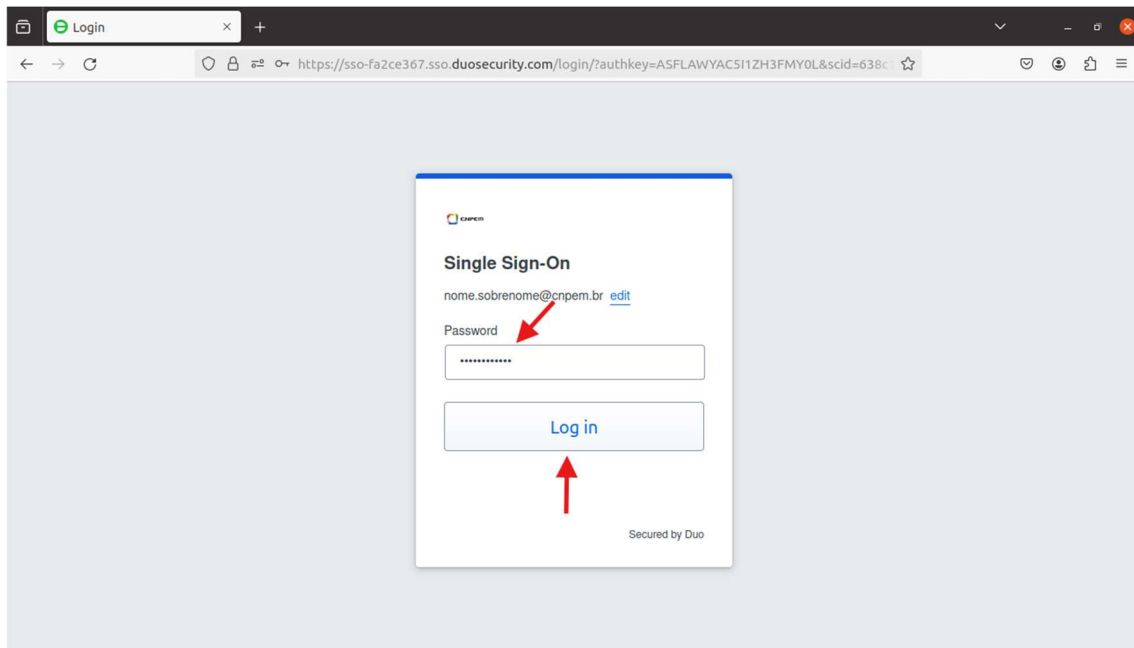 Login
https://sso-fa2ce367.sso.duosecurity.com/login/?authkey=ASFLAWYAC5I1ZH3FMY0L&scid=638c
CNPEM
Single Sign-On
nome.sobrenome@cnpem.br edit
Password
Log in
Secured by Duo